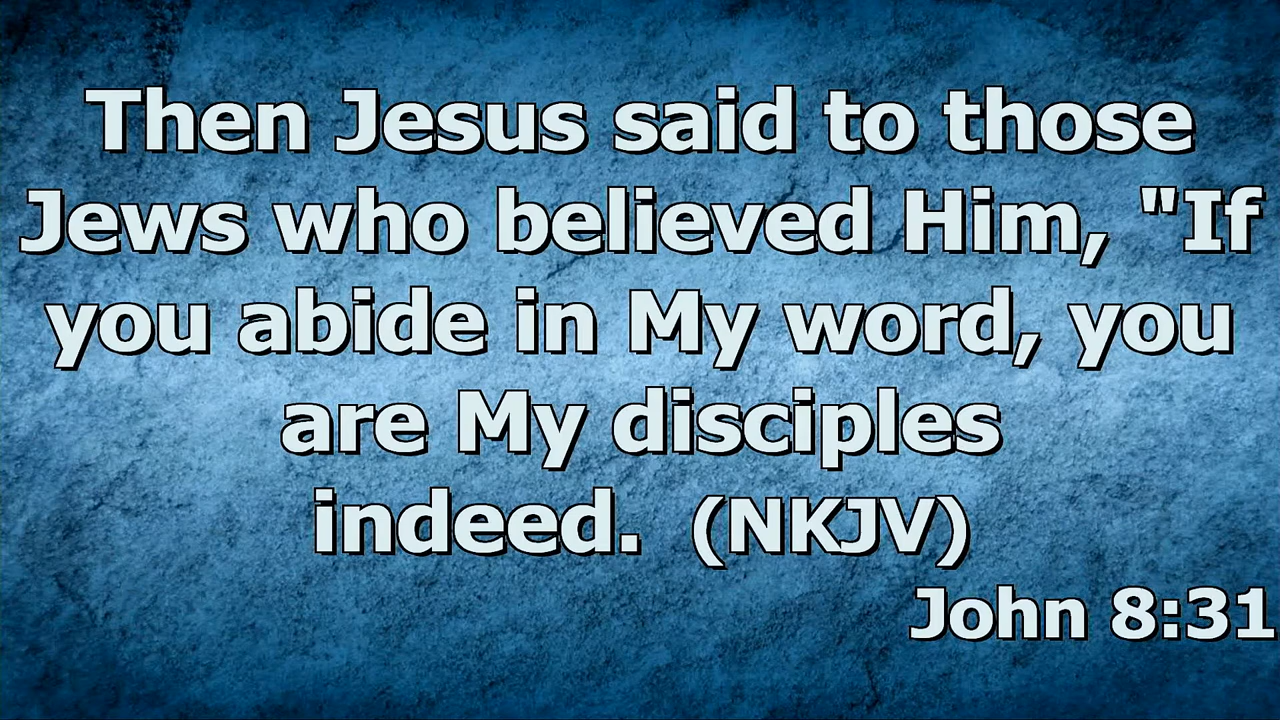 Then Jesus said to those
Jews who believed Him, "If
you abide in My word, you
are My disciples
indeed.  (NKJV)
John 8:31